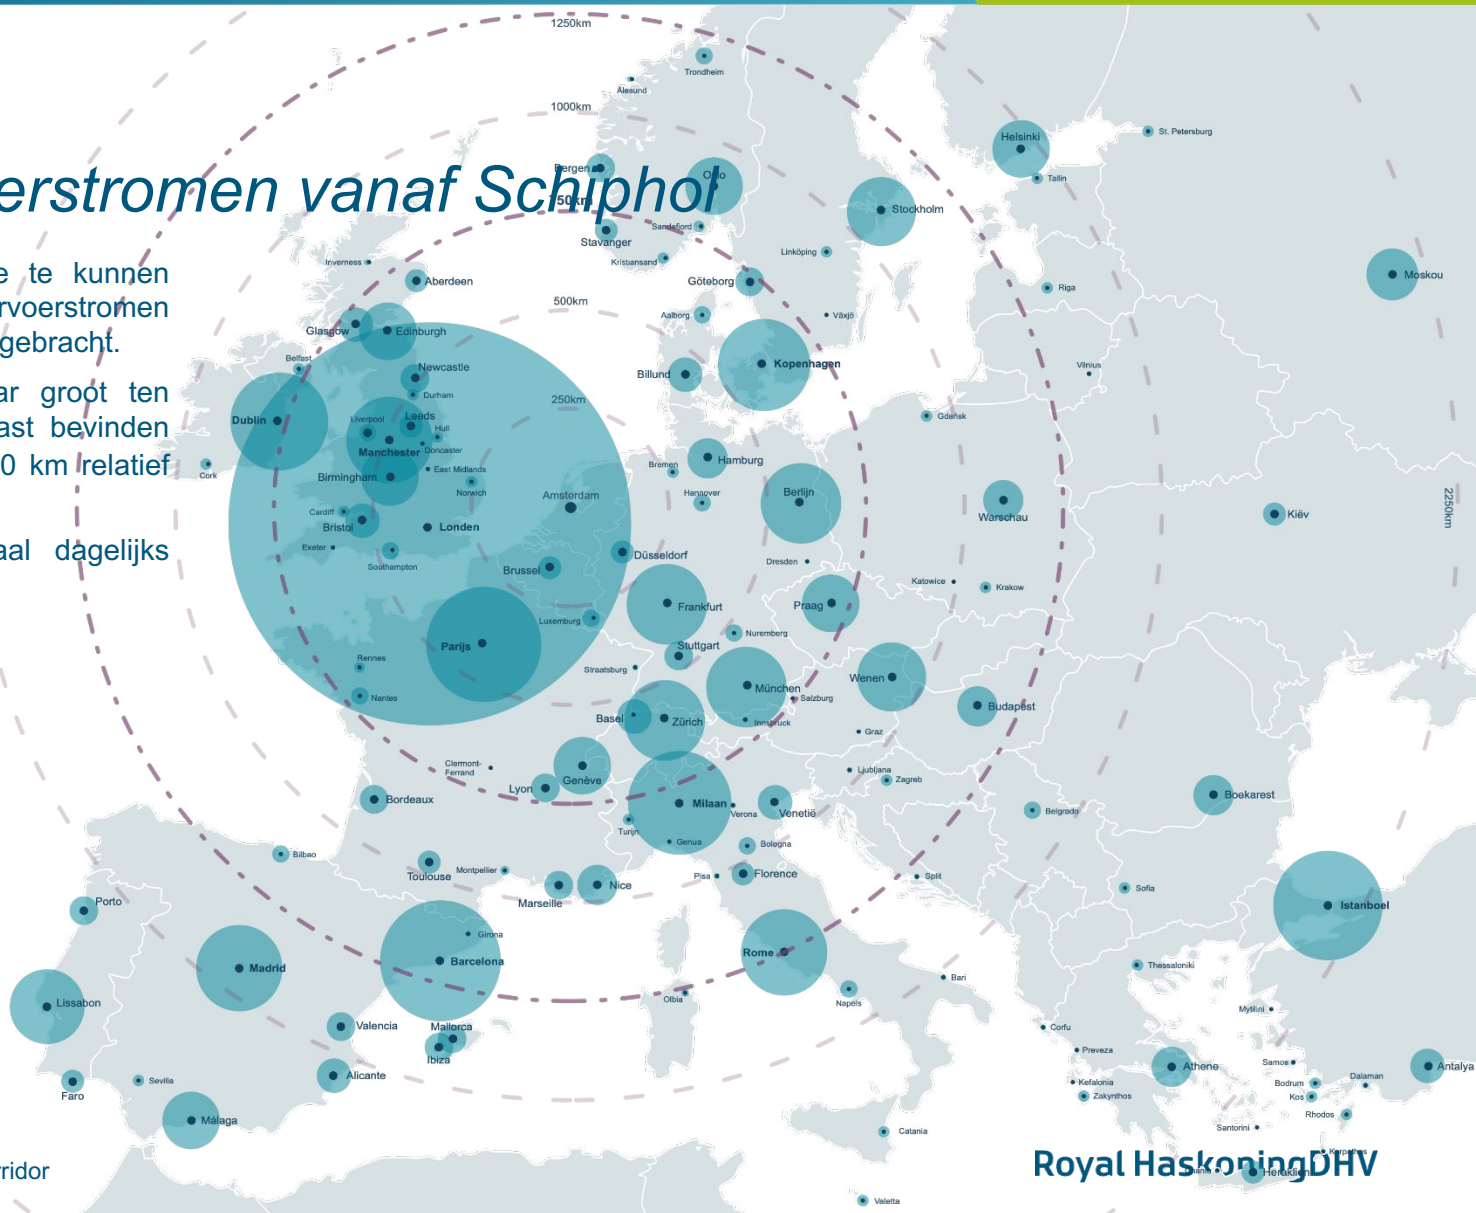 1250km
Trondheim
Ålesund
1000km
St. Petersburg
Helsinki
Tallin
Bergen
Oslo
erstromen vanaf Schiphol
750km
Stockholm
Sandefjord
Stavanger
Kristiansand
Linköping
e te kunnen
rvoerstromen
gebracht.
Inverness
Aberdeen
Göteborg
Moskou
Riga
500km
Aalborg
Växjö
Glasgow
Edinburgh
Belfast
Newcastle
Billund
Kopenhagen
Vilnius
ar groot ten
ast bevinden
0 km relatief
Durham
250km
Dublin
Liverpool
Leeds
Hull
Gdańsk
Manchester
Doncaster
Cork
East Midlands
Birmingham
Norwich
Bremen
Hamburg
Hannover
Amsterdam
Berlijn
2250km
Cardiff
Bristol
Londen
Warschau
Kiëv
aal dagelijks
Exeter
Southampton
Düsseldorf
Brussel
Dresden
Katowice
Krakow
Frankfurt
Praag
Luxemburg
Nuremberg
Parijs
Stuttgart
Rennes
Straatsburg
Wenen
München
Salzburg
Nantes
Budapest
Basel
Zürich
Innsbruck
Graz
Clermont-
Ferrand
Ljubljana
Genève
Zagreb
Lyon
Bordeaux
Milaan
Verona
Venetië
Belgrado
Boekarest
Turijn
Genua
Bologna
Bilbao
Toulouse
Montpellier
Pisa
Florence
Split
Marseille
Nice
Sofia
Porto
Istanboel
Girona
Madrid
Barcelona
Rome
Thessaloniki
Bari
Lissabon
Olbia
Napels
Mytilini
Valencia
Mallorca
Ibiza
Corfu
Preveza
Samos
Athene
Antalya
Alicante
Sevilla
Faro
Kefalonia
Zakynthos
Bodrum
Dalaman
Kos
Rhodos
Málaga
Catania
Santorini
Karpathos
Royal HaskoningDHV
Heraklion
rridor
Valetta